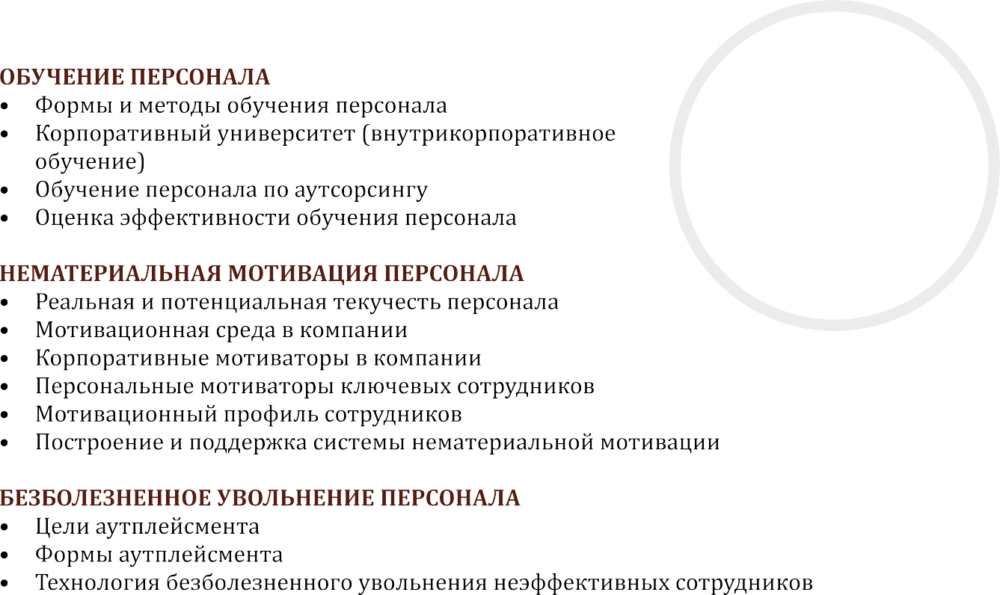 ОБУЧЕНИЕ ПЕРСОНАЛА
• Формы и методы обучения персонала
• Корпоративный университет (внутрикорпоративное
обучение)
• Обучение персонала по аутсорсингу
• Оценка эффективности обучения персонала
НЕМАТЕРИАЛЬНАЯ МОТИВАЦИЯ ПЕРСОНАЛА
• Реальная и потенциальная текучесть персонала
• Мотивационная среда в компании
• Корпоративные мотиваторы в компании
• Персональные мотиваторы ключевых сотрудников
• Мотивационный профиль сотрудников
• Построение и поддержка системы нематериальной мотивации
БЕЗБОЛЕЗНЕННОЕ УВОЛЬНЕНИЕ ПЕРСОНАЛА
• Цели аутплейсмента
• Формы аутплейсмента
• Технология безболезненного увольнения неэффективных сотрудников